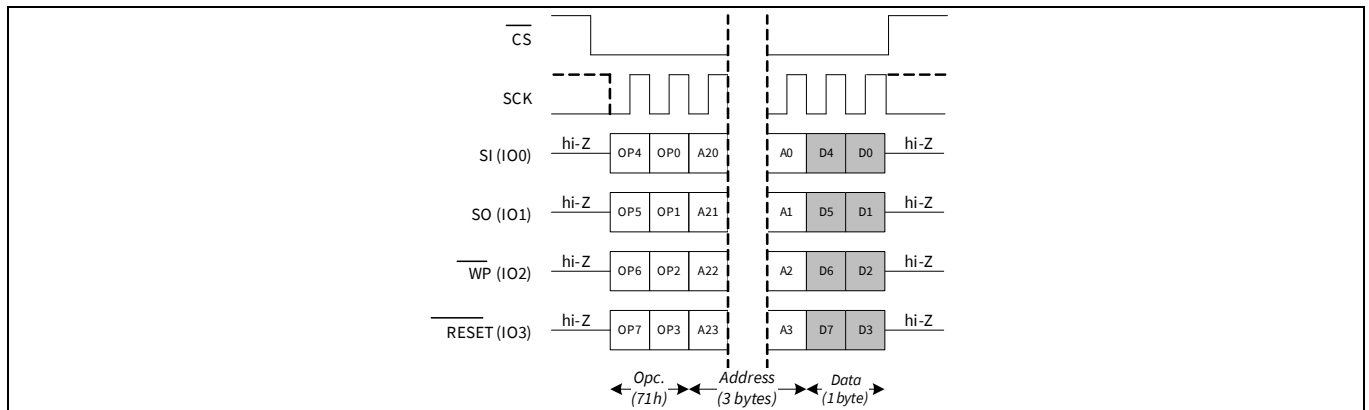 CS
SCK
SI (IO0) hi-Z OP4 OP0 A20 A0 D4 D0 hi-Z
SO (IO1) hi-Z OP5 OP1 A21 A1 D5 D1 hi-Z
WP (IO2) hi-Z OP6 OP2 A22 A2 D6 D2 hi-Z
RESET (IO3) hi-Z OP7 OP3 A23 A3 D7 D3 hi-Z
Opc. Address Data
(71h) (3 bytes) (1 byte)